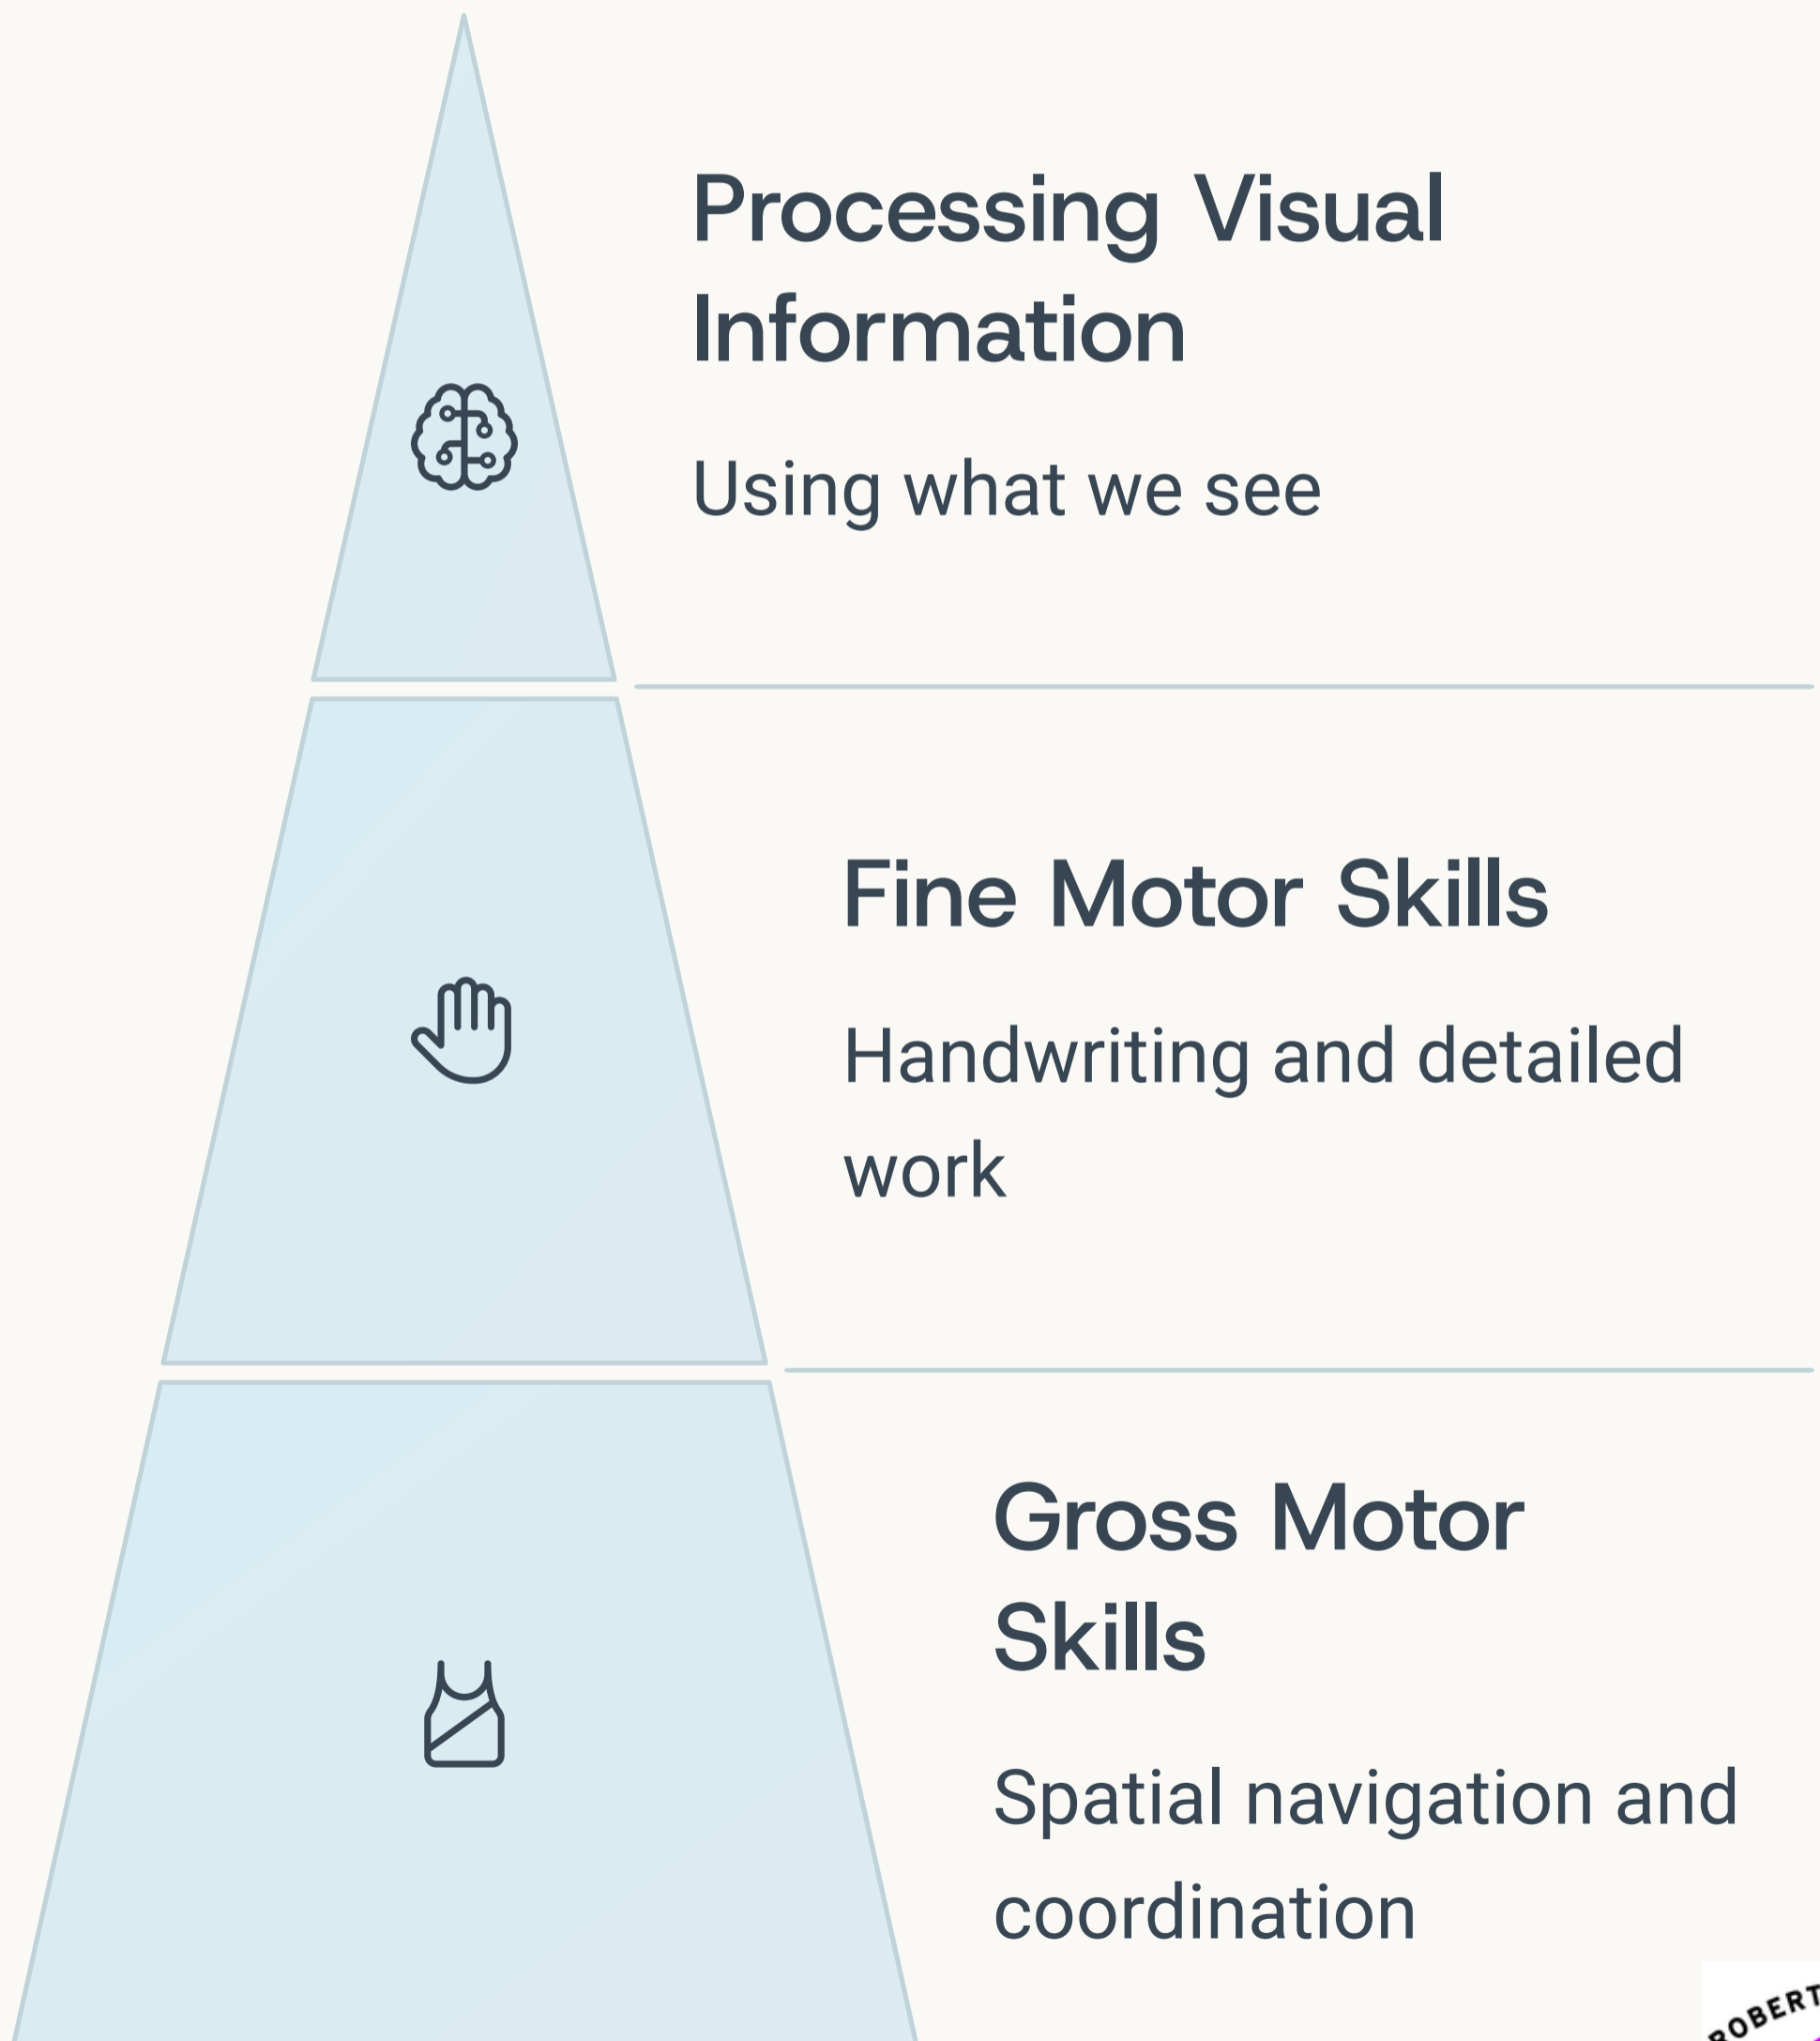 Processing Visual
Information
Using what we see
Fine Motor Skills
Handwriting and detailed
work
Gross Motor
Skills
Spatial navigation and
coordination